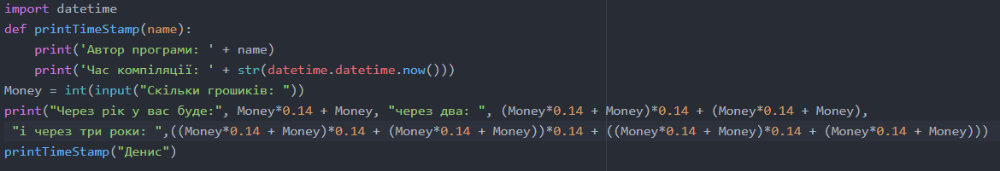 import datetime
def printTimeStamp(name):
    print('Автор програми: ' + name)
    print('Час компіляції: ' + str(datetime.datetime.now()))
Money = int(input("Скільки грошиків: "))
print("Через рік у вас буде:", Money*0.14 + Money, "через два: ", (Money*0.14 + Money)*0.14 + (Money*0.14 + Money),
 "і через три роки: ",((Money*0.14 + Money)*0.14 + (Money*0.14 + Money))*0.14 + ((Money*0.14 + Money)*0.14 + (Money*0.14 + Money)))
printTimeStamp("Денис")